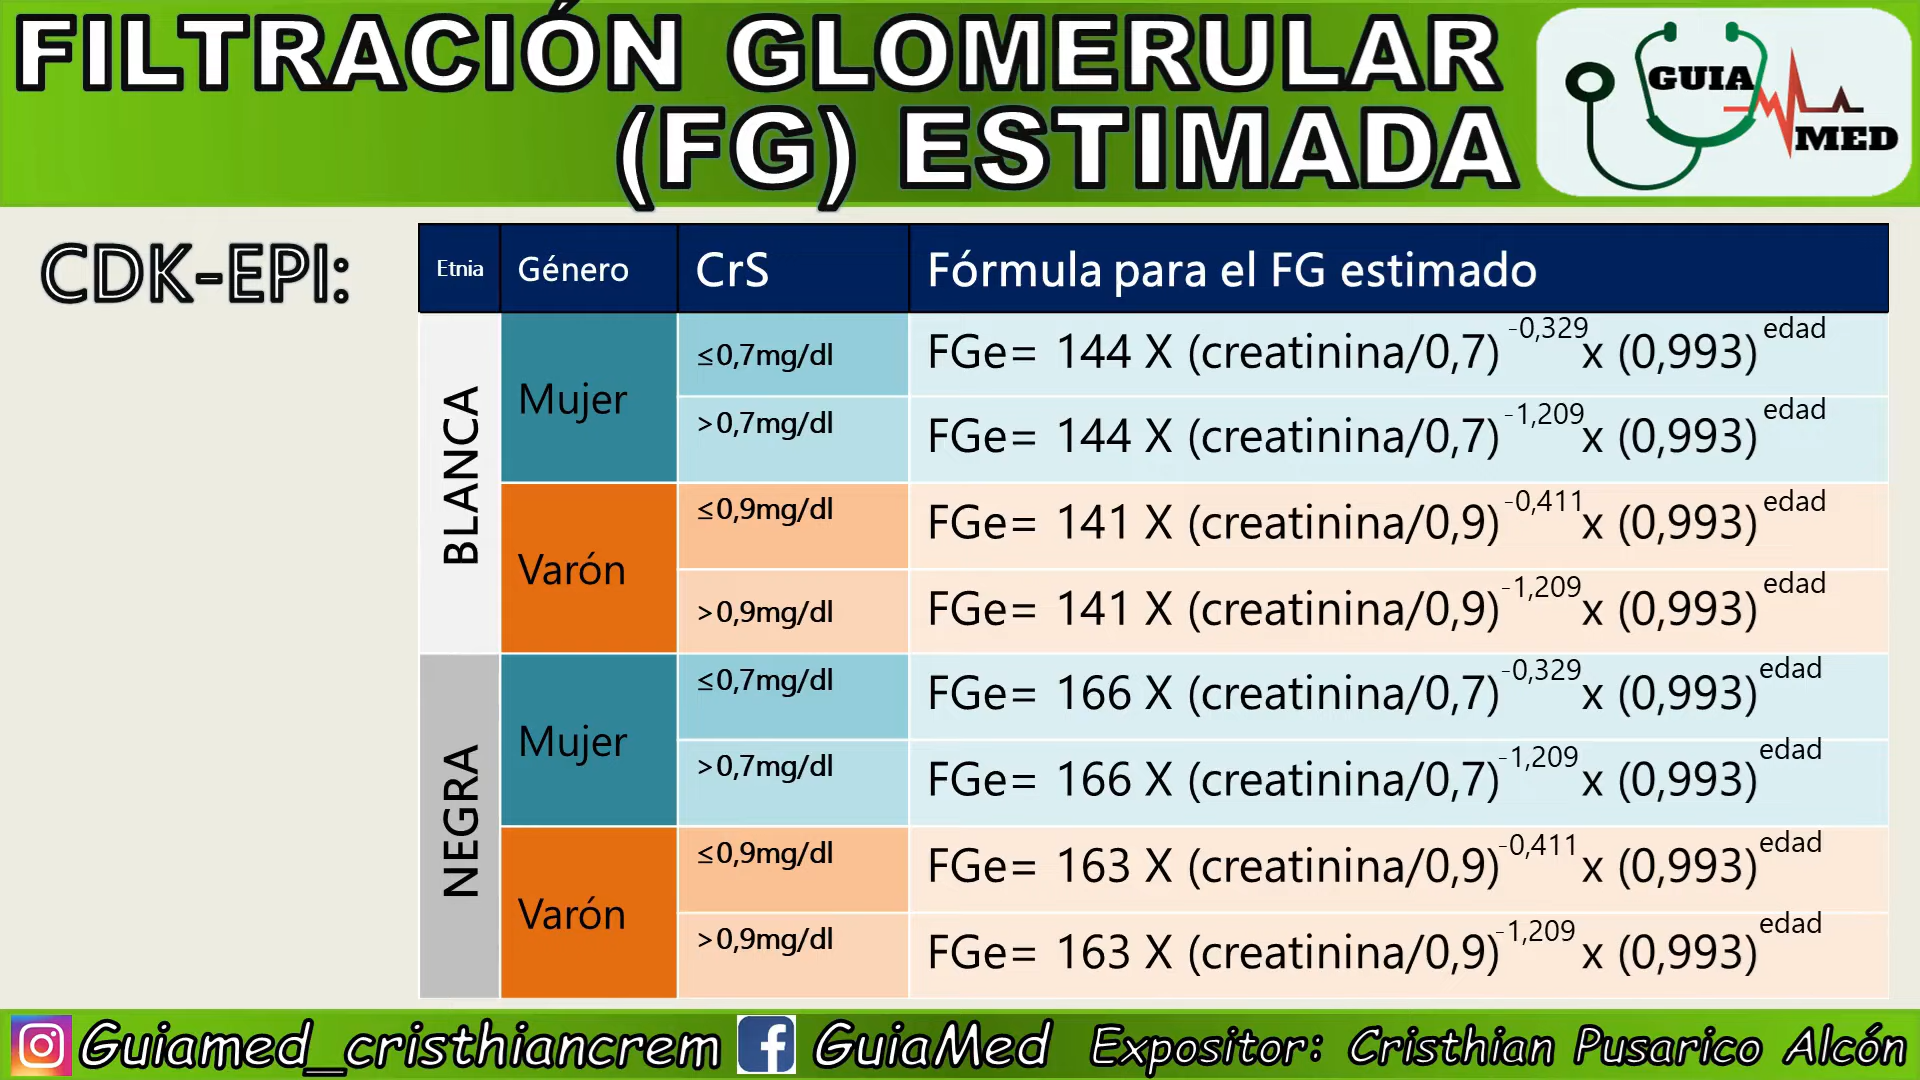 FILTRACIÓN GLOMERULAR
(FG) ESTIMADA
GUIA
MED
CDK-EPI:
Etnia Género CrS Fórmula para el FG estimado
BLANCA
Mujer
≤0,7mg/dl FGe= 144 X (creatinina/0,7)-0,329 x (0,993)edad
>0,7mg/dl FGe= 144 X (creatinina/0,7)-1,209 x (0,993)edad
Varón
≤0,9mg/dl FGe= 141 X (creatinina/0,9)-0,411 x (0,993)edad
>0,9mg/dl FGe= 141 X (creatinina/0,9)-1,209 x (0,993)edad
NEGRA
Mujer
≤0,7mg/dl FGe= 166 X (creatinina/0,7)-0,329 x (0,993)edad
>0,7mg/dl FGe= 166 X (creatinina/0,7)-1,209 x (0,993)edad
Varón
≤0,9mg/dl FGe= 163 X (creatinina/0,9)-0,411 x (0,993)edad
>0,9mg/dl FGe= 163 X (creatinina/0,9)-1,209 x (0,993)edad
Guiamed_cristhiancrem GuiaMed Expositor: Cristhian Pusarico Alcón